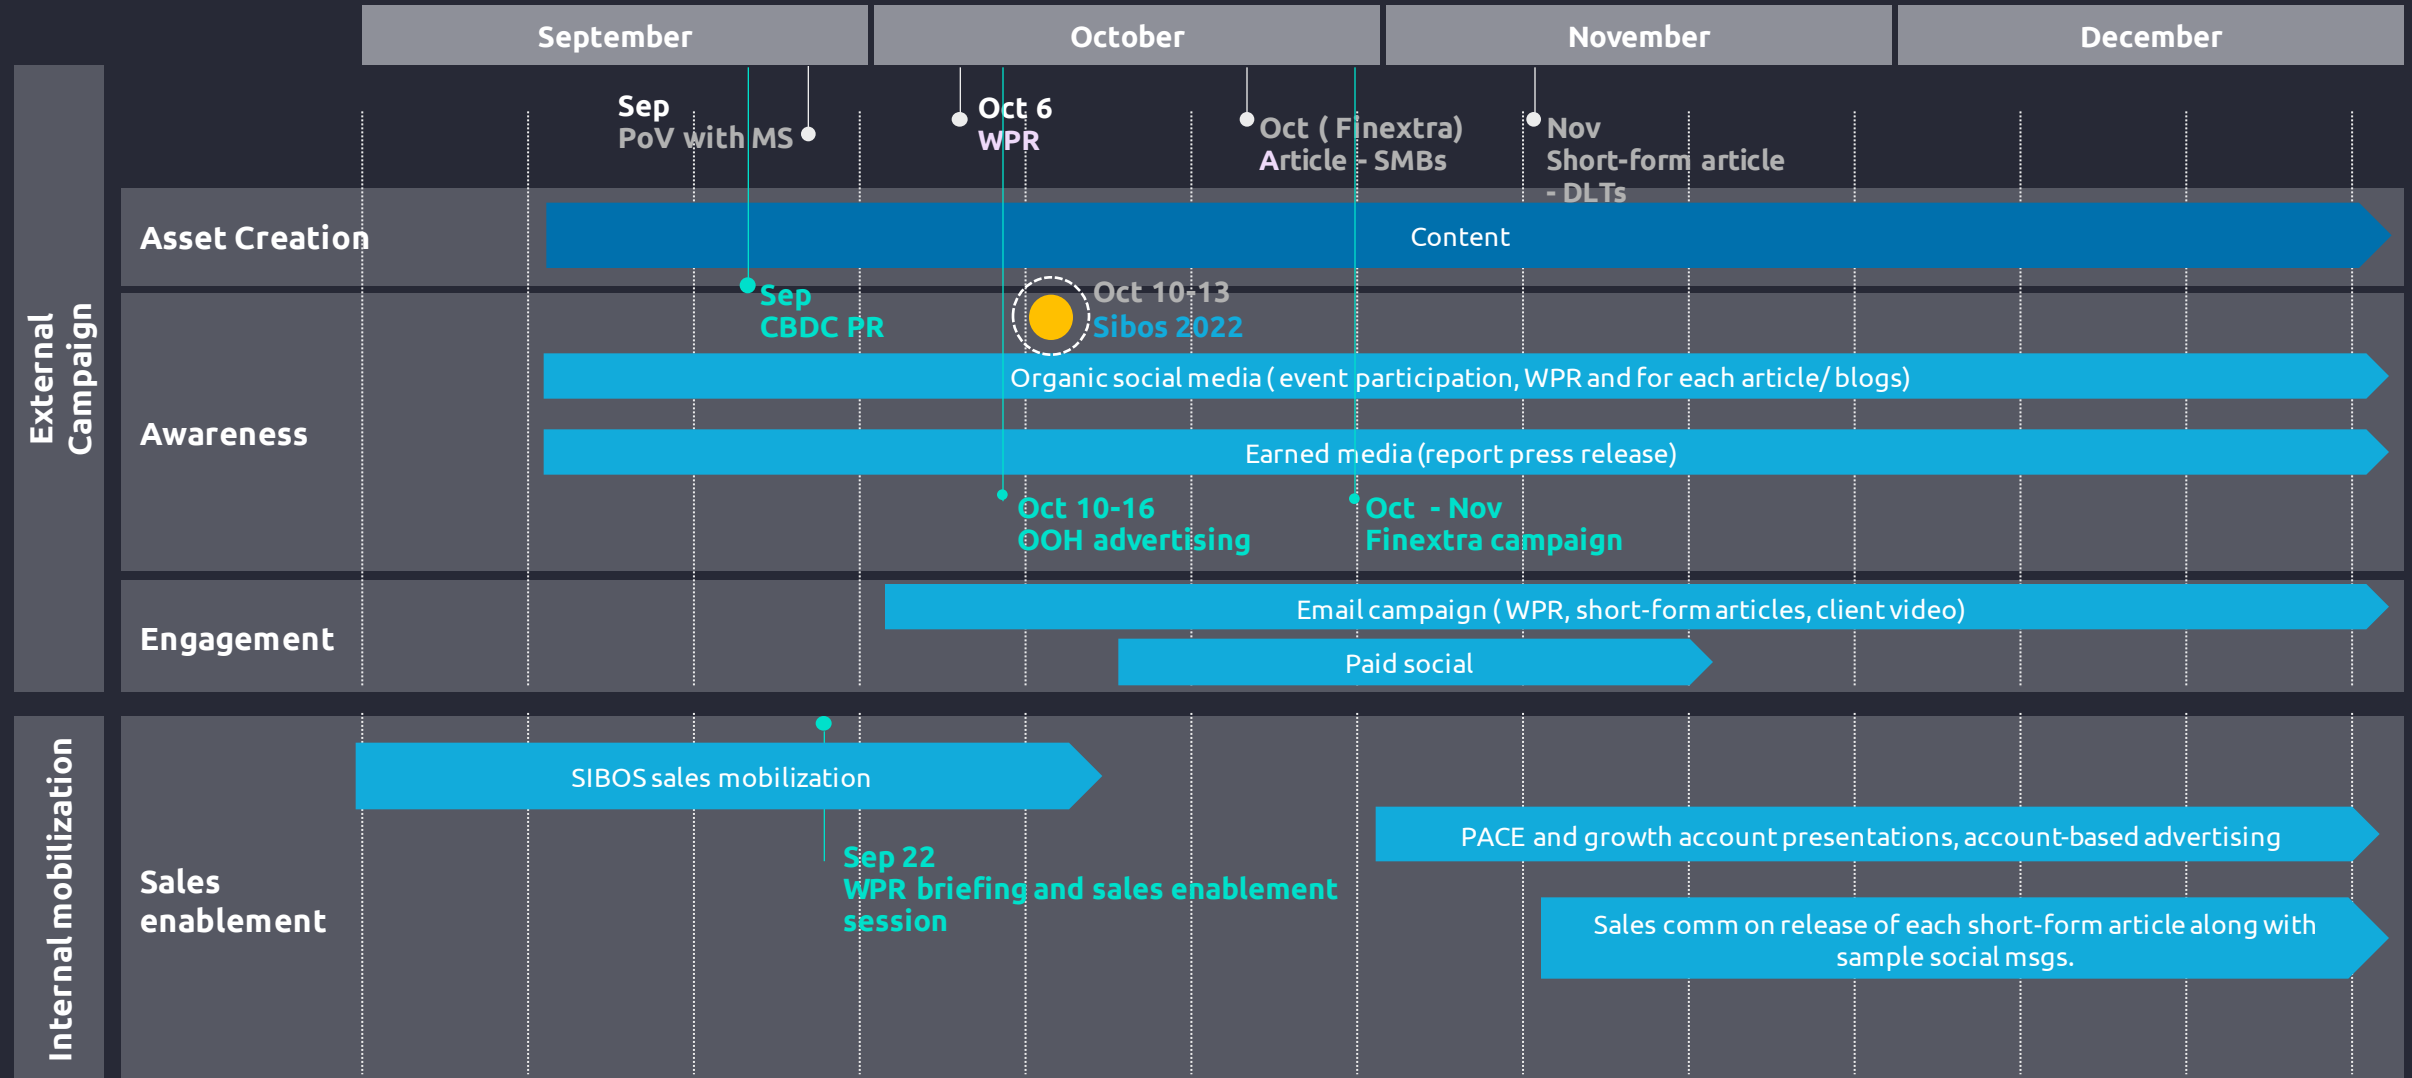 September
October
November
December
Sep
PoV with MS
Oct 6
WPR
Oct ( Finextra)
Article - SMBs
Nov
Short-form article
- DLTs
External
Campaign
Asset Creation
Content
Sep
CBDC PR
Oct 10-13
Sibos 2022
Awareness
Organic social media ( event participation, WPR and for each article/ blogs)
Earned media (report press release)
Oct 10-16
OOH advertising
Oct  - Nov
Finextra campaign
Engagement
Email campaign ( WPR, short-form articles, client video)
Paid social
Internal mobilization
Sales
enablement
SIBOS sales mobilization
Sep 22
WPR briefing and sales enablement
session
PACE and growth account presentations, account-based advertising
Sales comm on release of each short-form article along with
sample social msgs.